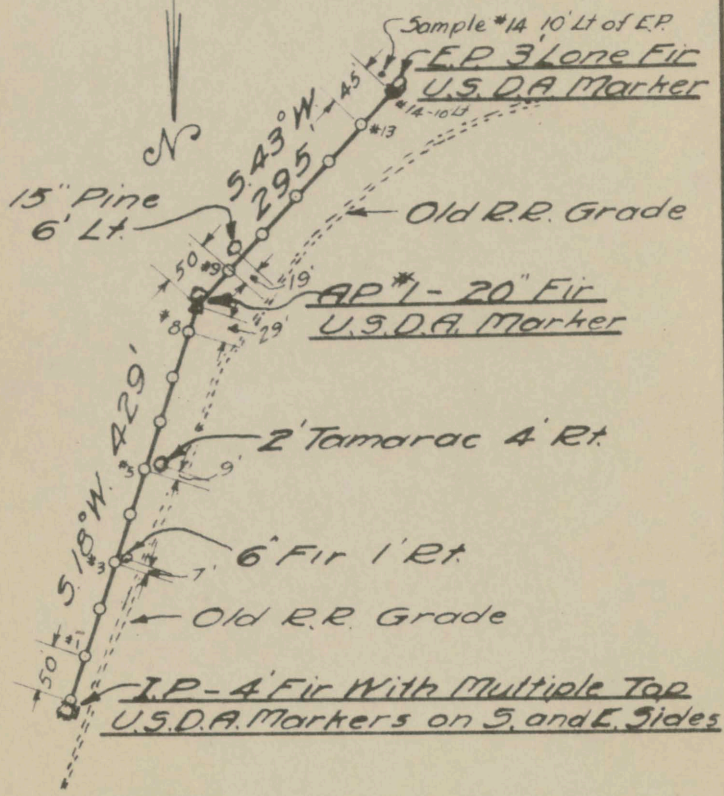 Sample #14 10' Lt of E.P.
E.P. 3' Lone Fir
U.S.D.A. Marker
#14-10 Lt
45'
#13
N
S.43°W.
295'
15" Pine
6' Lt.
Old R.R. Grade
50'
#9
19'
A.P.#1 - 20" Fir
U.S.D.A. Marker
29'
#8
S.18°W. 429'
2' Tamarac 4' Rt.
#5
9'
6" Fir 1' Rt.
#3
7'
Old R.R. Grade
#1
50'
I.P. - 4' Fir With Multiple Top
U.S.D.A. Markers on S. and E. Sides